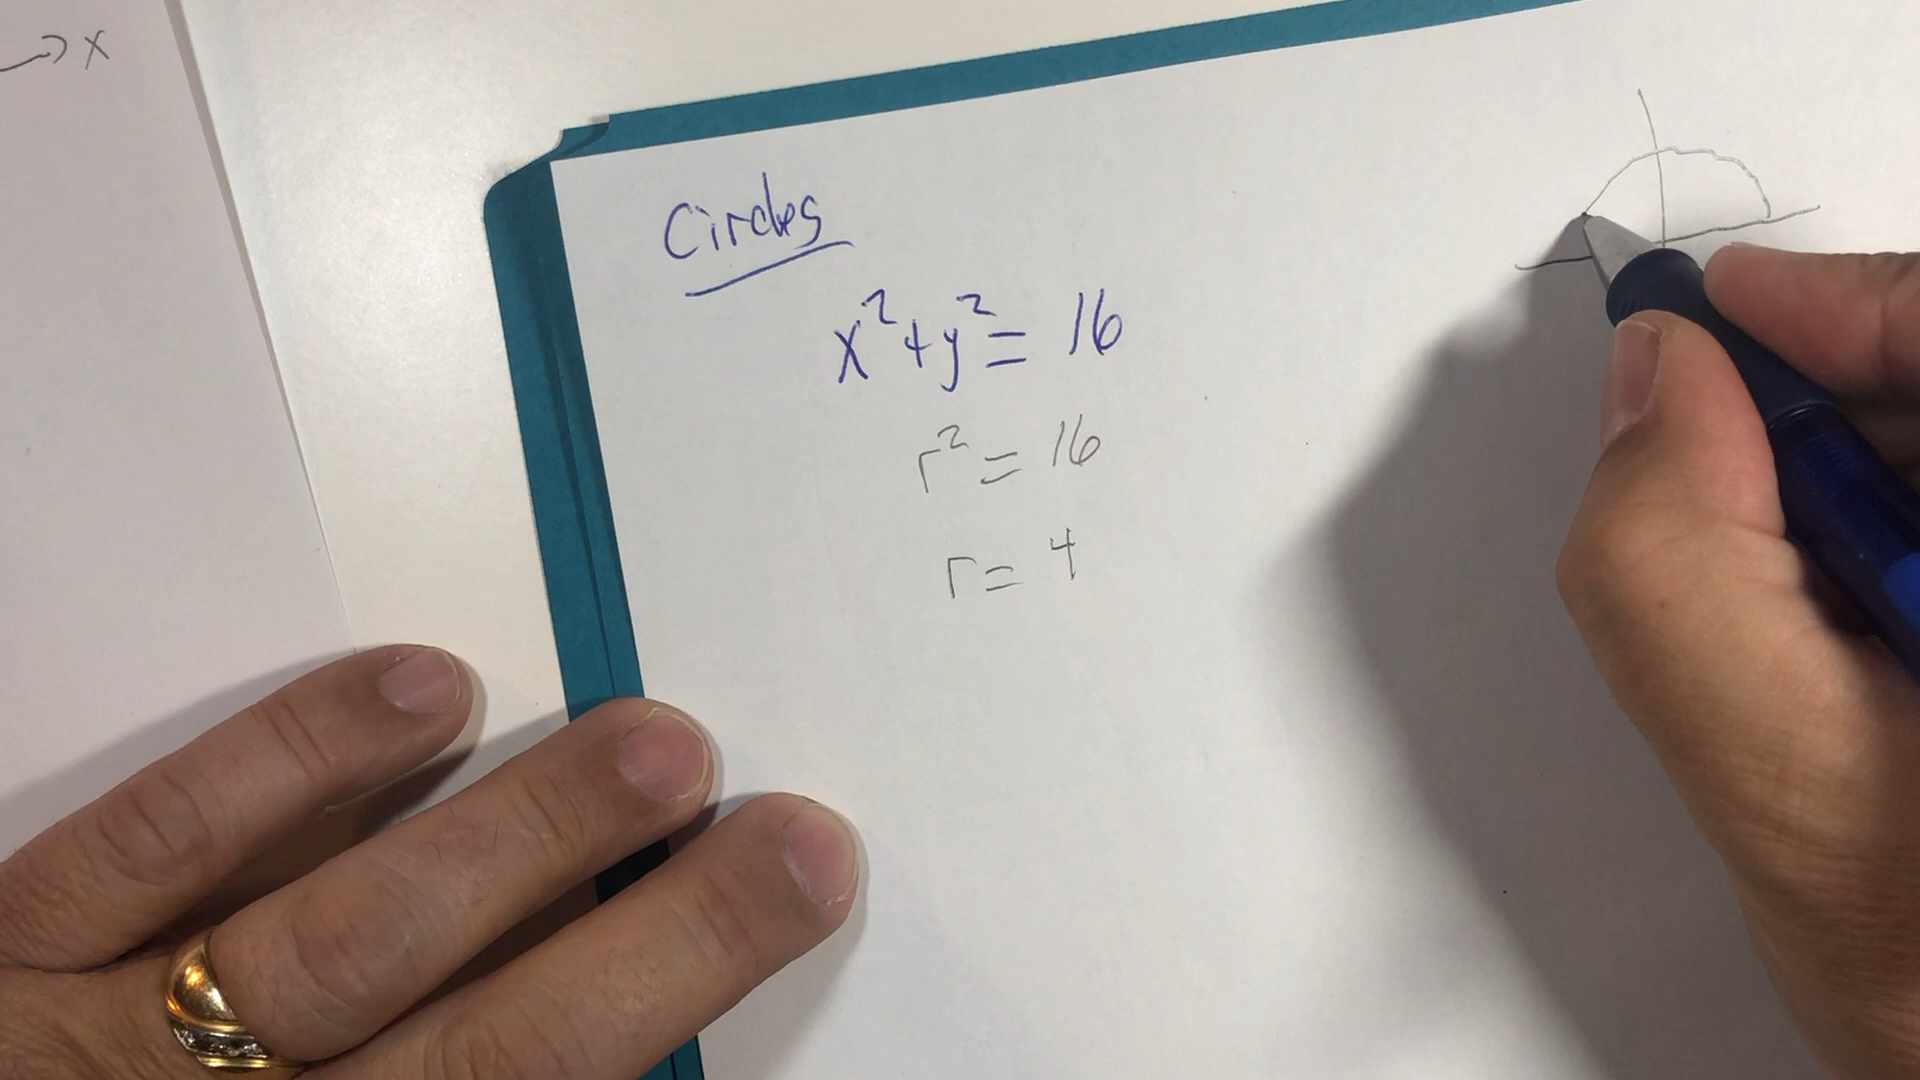 x
Circles
x²+y²= 16
r² = 16
r = 4